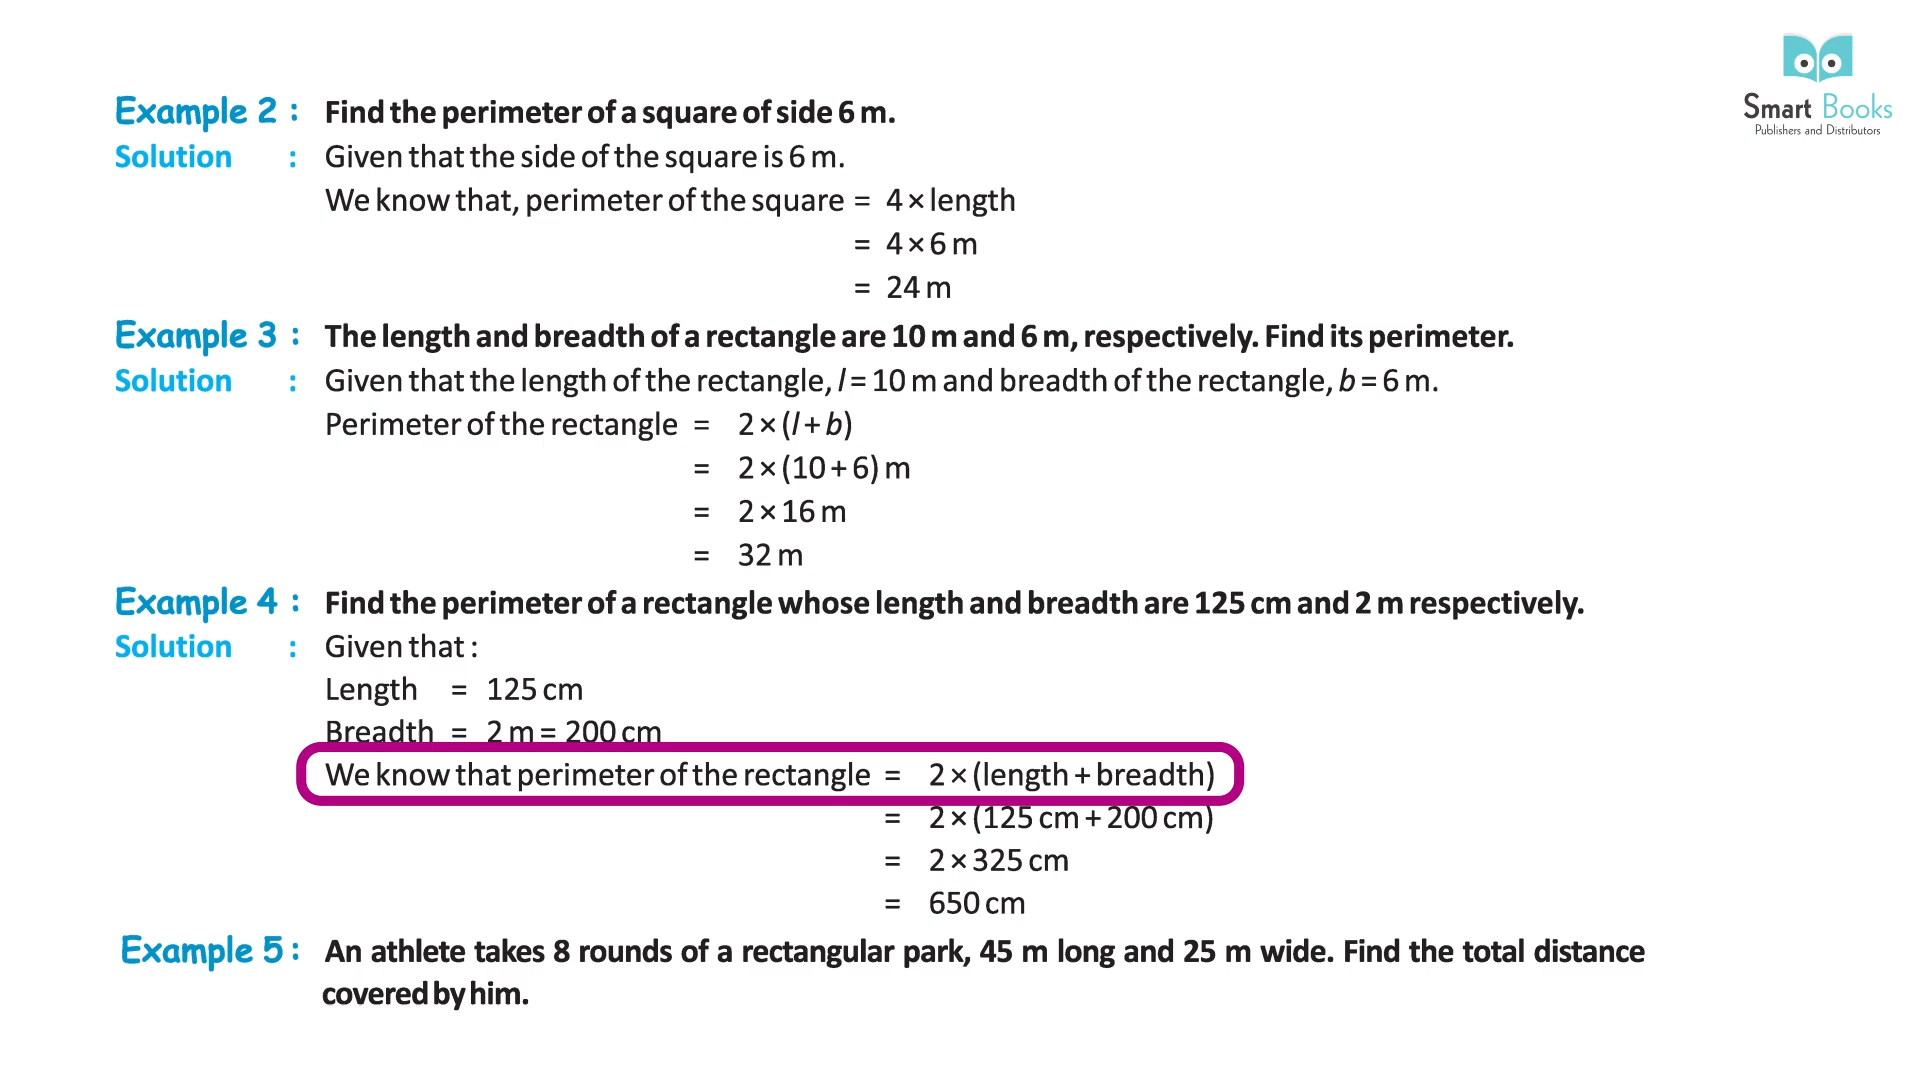 Smart Books
Publishers and Distributors
Example 2 : Find the perimeter of a square of side 6 m.
Solution : Given that the side of the square is 6 m.
We know that, perimeter of the square = 4 × length
= 4 × 6 m
= 24 m
Example 3 : The length and breadth of a rectangle are 10 m and 6 m, respectively. Find its perimeter.
Solution : Given that the length of the rectangle, l = 10 m and breadth of the rectangle, b = 6 m.
Perimeter of the rectangle = 2 × (l + b)
= 2 × (10 + 6) m
= 2 × 16 m
= 32 m
Example 4 : Find the perimeter of a rectangle whose length and breadth are 125 cm and 2 m respectively.
Solution : Given that :
Length = 125 cm
Breadth = 2 m = 200 cm
We know that perimeter of the rectangle = 2 × (length + breadth)
= 2 × (125 cm + 200 cm)
= 2 × 325 cm
= 650 cm
Example 5 : An athlete takes 8 rounds of a rectangular park, 45 m long and 25 m wide. Find the total distance
covered by him.